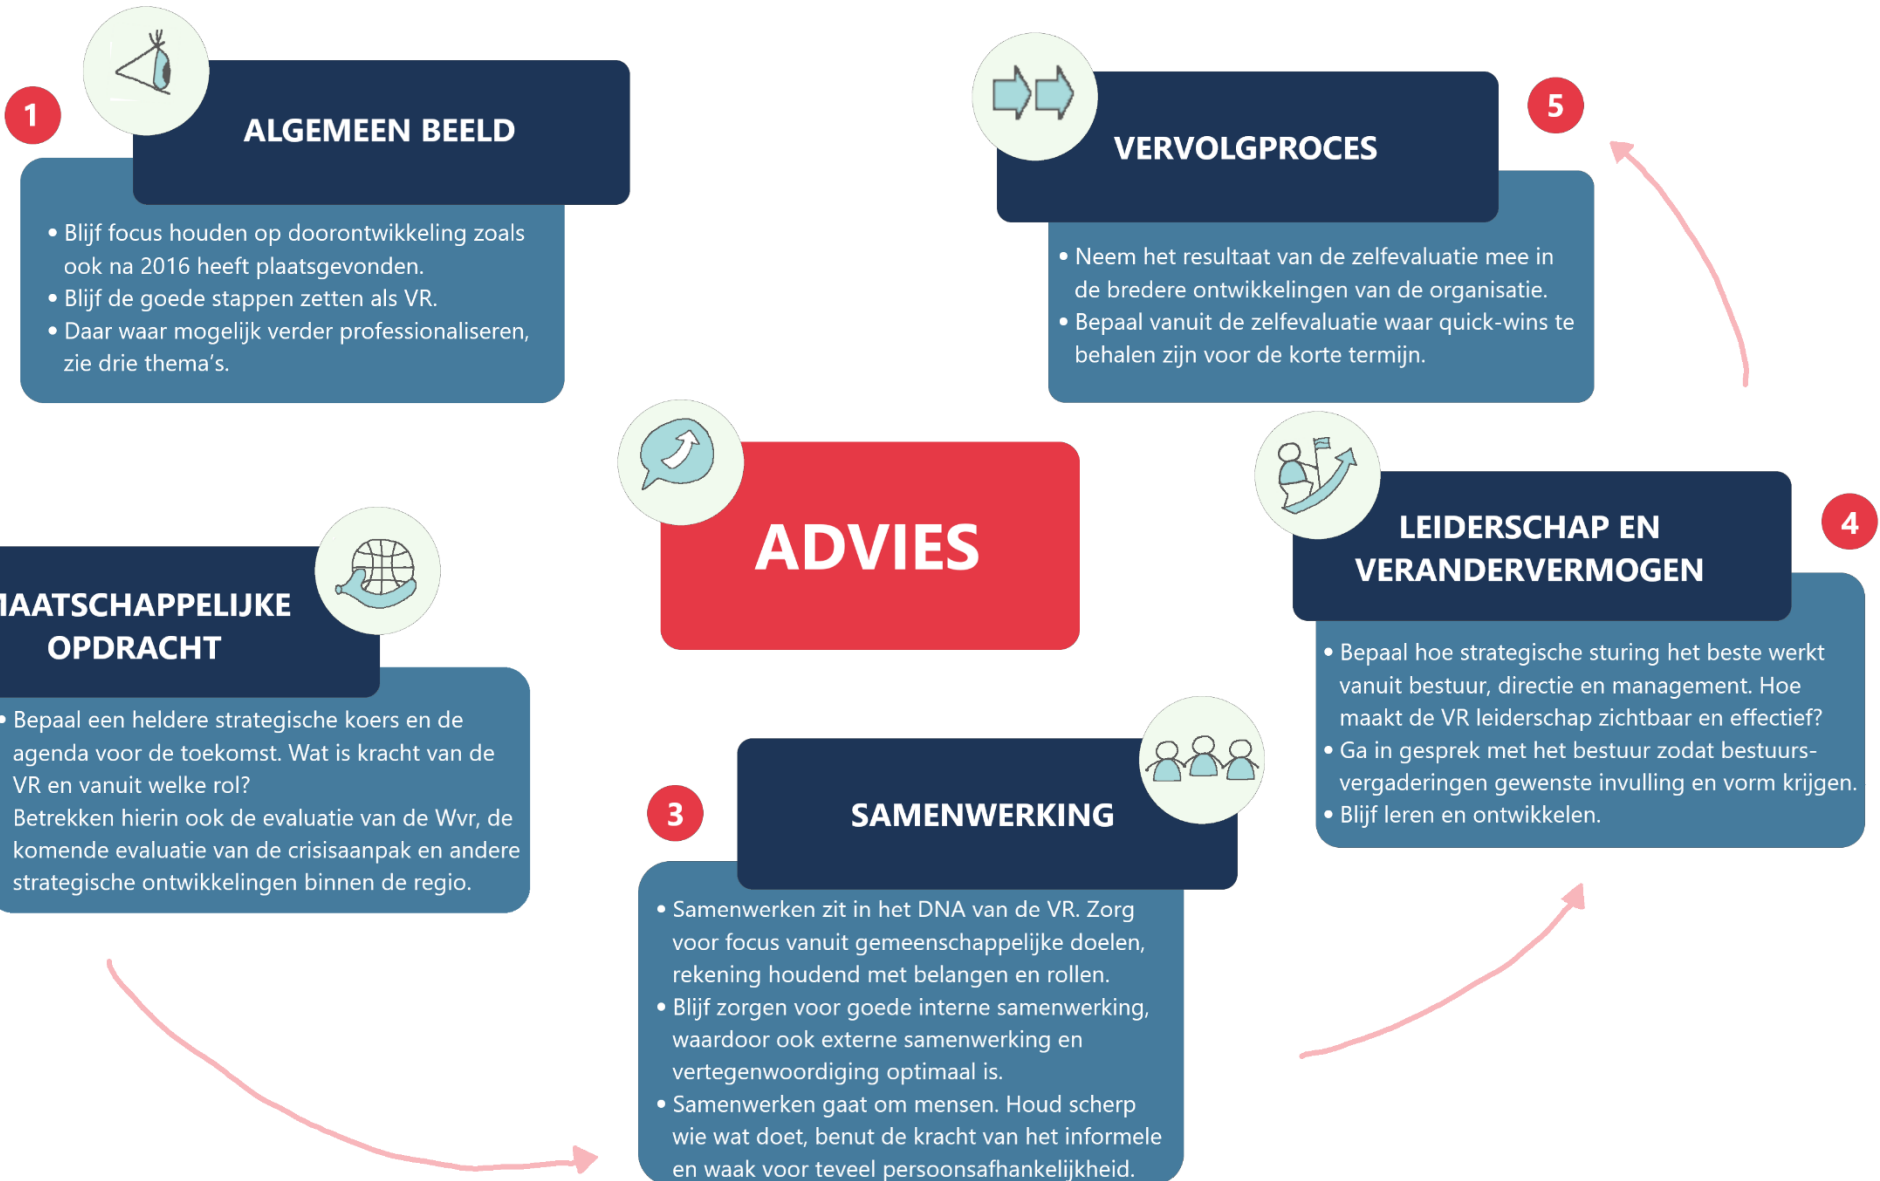 1
ALGEMEEN BEELD
• Blijf focus houden op doorontwikkeling zoals
ook na 2016 heeft plaatsgevonden.
• Blijf de goede stappen zetten als VR.
• Daar waar mogelijk verder professionaliseren,
zie drie thema's.
ADVIES
OPDRACHT
• Bepaal een heldere strategische koers en de
agenda voor de toekomst. Wat is kracht van de
VR en vanuit welke rol?
Betrekken hierin ook de evaluatie van de Wvr, de
komende evaluatie van de crisisaanpak en andere
strategische ontwikkelingen binnen de regio.
3
SAMENWERKING
• Samenwerken zit in het DNA van de VR. Zorg
voor focus vanuit gemeenschappelijke doelen,
rekening houdend met belangen en rollen.
• Blijf zorgen voor goede interne samenwerking,
waardoor ook externe samenwerking en
vertegenwoordiging optimaal is.
• Samenwerken gaat om mensen. Houd scherp
wie wat doet, benut de kracht van het informele
en waak voor teveel persoonsafhankelijkheid.
4
LEIDERSCHAP EN
VERANDERVERMOGEN
• Bepaal hoe strategische sturing het beste werkt
vanuit bestuur, directie en management. Hoe
maakt de VR leiderschap zichtbaar en effectief?
• Ga in gesprek met het bestuur zodat bestuurs-
vergaderingen gewenste invulling en vorm krijgen.
• Blijf leren en ontwikkelen.
5
VERVOLGPROCES
• Neem het resultaat van de zelfevaluatie mee in
de bredere ontwikkelingen van de organisatie.
• Bepaal vanuit de zelfevaluatie waar quick-wins te
behalen zijn voor de korte termijn.